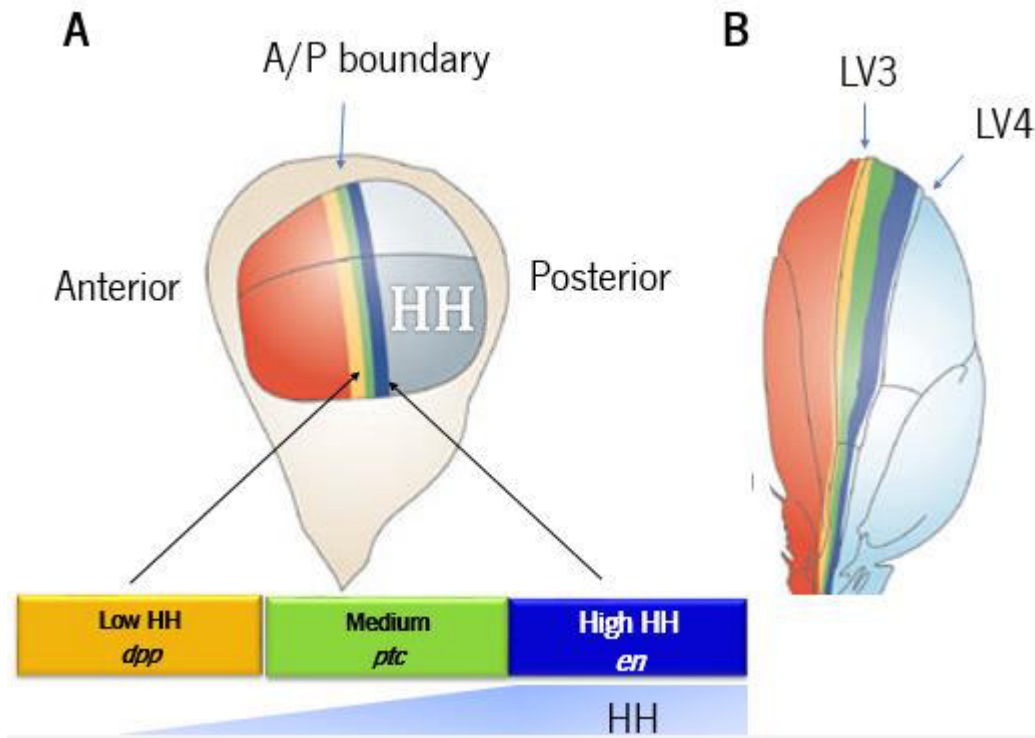 A
B
A/P boundary
LV3
LV4
Anterior
Posterior
HH
Low HH
dpp
Medium
ptc
High HH
en
HH